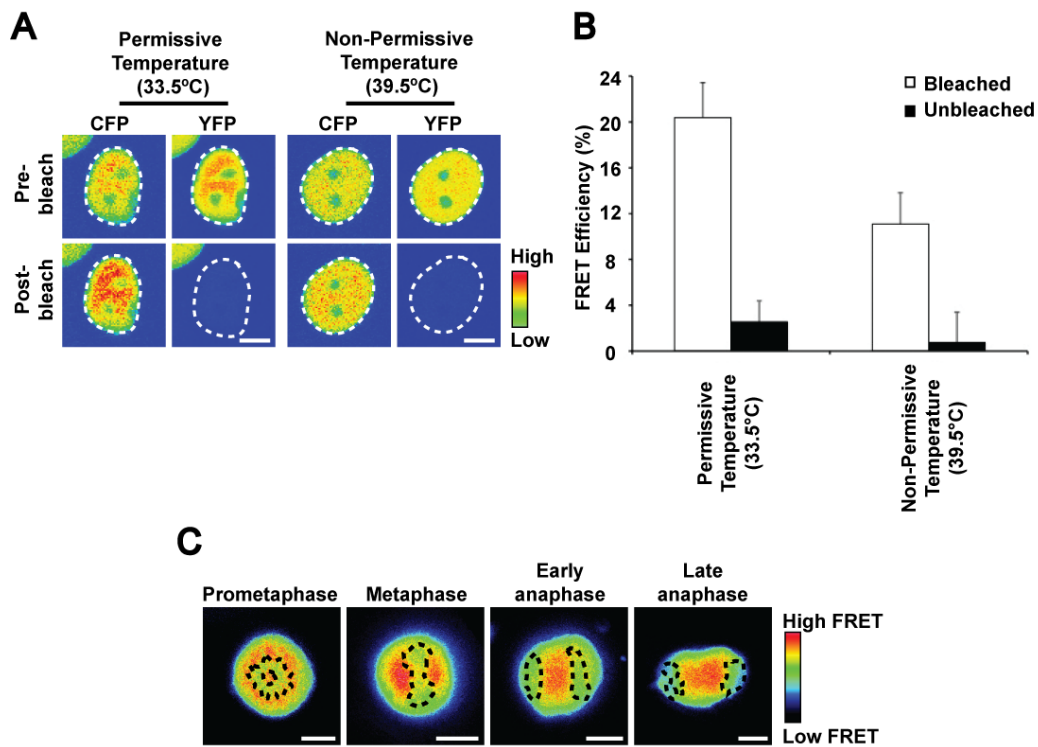 A
Permissive
Temperature
(33.5ºC)
Non-Permissive
Temperature
(39.5ºC)
CFP
YFP
CFP
YFP
Pre-
bleach
Post-
bleach
High
Low
B
24
20
16
12
8
4
0
FRET Efficiency (%)
Bleached
Unbleached
Permissive
Temperature
(33.5°C)
Non-Permissive
Temperature
(39.5°C)
C
Prometaphase
Metaphase
Early
anaphase
Late
anaphase
High FRET
Low FRET